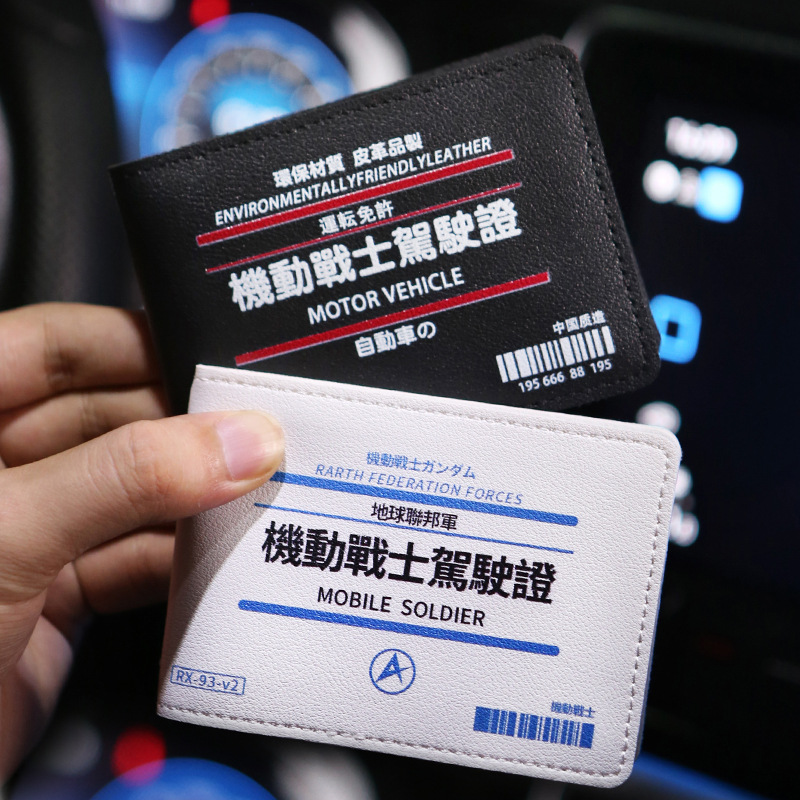 環保材質 皮革品製
ENVIRONMENTALLYFRIENDLYLEATHER
運転免許
機動戰士駕駛證
MOTOR VEHICLE
自動車の
中国质造
195 666 88 195
機動戦士ガンダム
RARTH FEDERATION FORCES
地球聯邦軍
機動戰士駕駛證
MOBILE SOLDIER
RX-93-v2
機動戦士